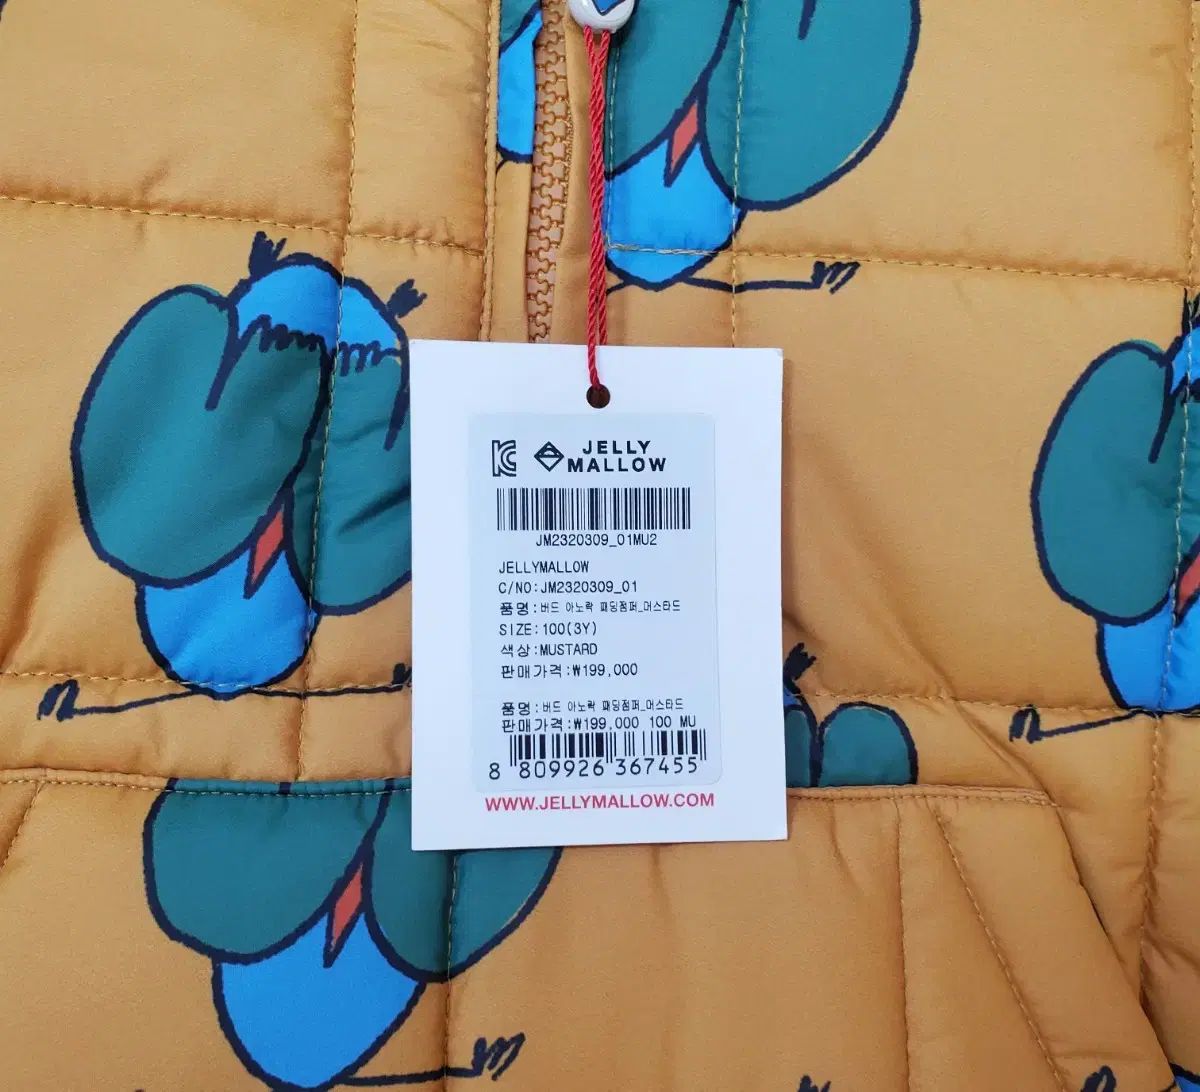 JELLY
MALLOW
JM2320309_01MU2
JELLYMALLOW
C/NO:JM2320309_01
품명:버드 아노락 패딩점퍼_머스타드
SIZE:100(3Y)
색상:MUSTARD
판매가격:₩199,000
품명:버드 아노락 패딩점퍼_머스타드
판매가격:₩199,000 100 MU
8 809926 367455
WWW.JELLYMALLOW.COM